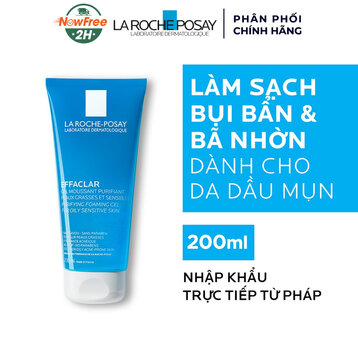 NowFree
2H
LA ROCHE-POSAY
LABORATOIRE DERMATOLOGIQUE
PHÂN PHỐI
CHÍNH HÃNG
LA ROCHE-POSAY
LABORATOIRE DERMATOLOGIQUE
EFFACLAR
GEL MOUSSANT PURIFIANT
PEAUX GRASSES ET SENSIBLES
PURIFYING FOAMING GEL
FOR OILY SENSITIVE SKIN
LÀM SẠCH
BỤI BẨN &
BÃ NHỜN
DÀNH CHO
DA DẦU MỤN
200ml
NHẬP KHẨU
TRỰC TIẾP TỪ PHÁP